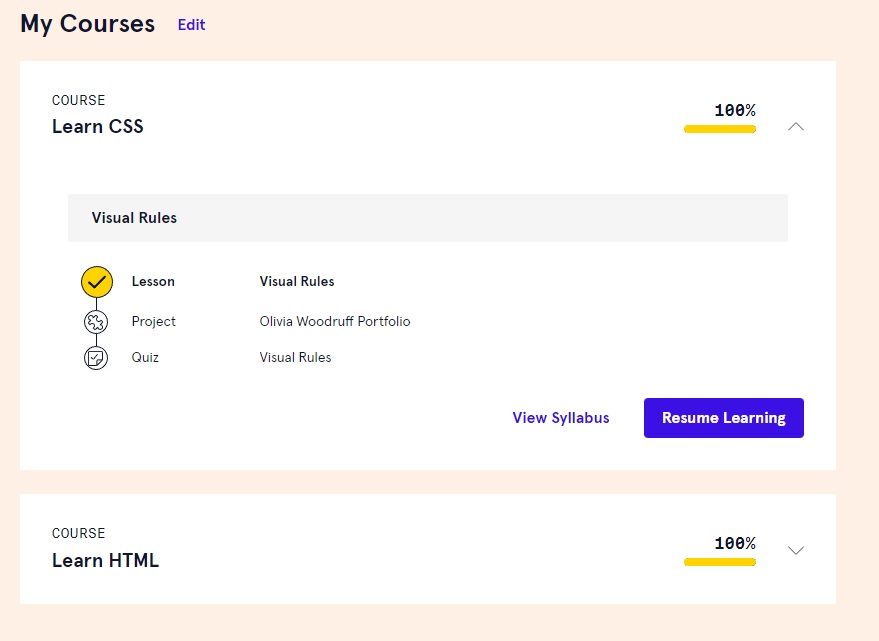 My Courses Edit
COURSE
Learn CSS
100%
Visual Rules
Lesson Visual Rules
Project Olivia Woodruff Portfolio
Quiz Visual Rules
View Syllabus Resume Learning
COURSE
Learn HTML
100%